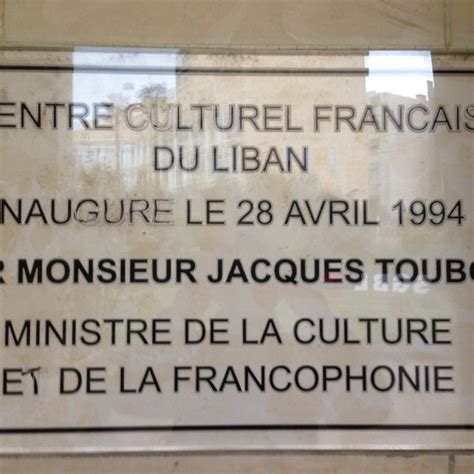 ENTRE CULTUREL FRANCAIS
DU LIBAN
NAUGURE LE 28 AVRIL 1994
R MONSIEUR JACQUES TOUBO
MINISTRE DE LA CULTURE
ET DE LA FRANCOPHONIE